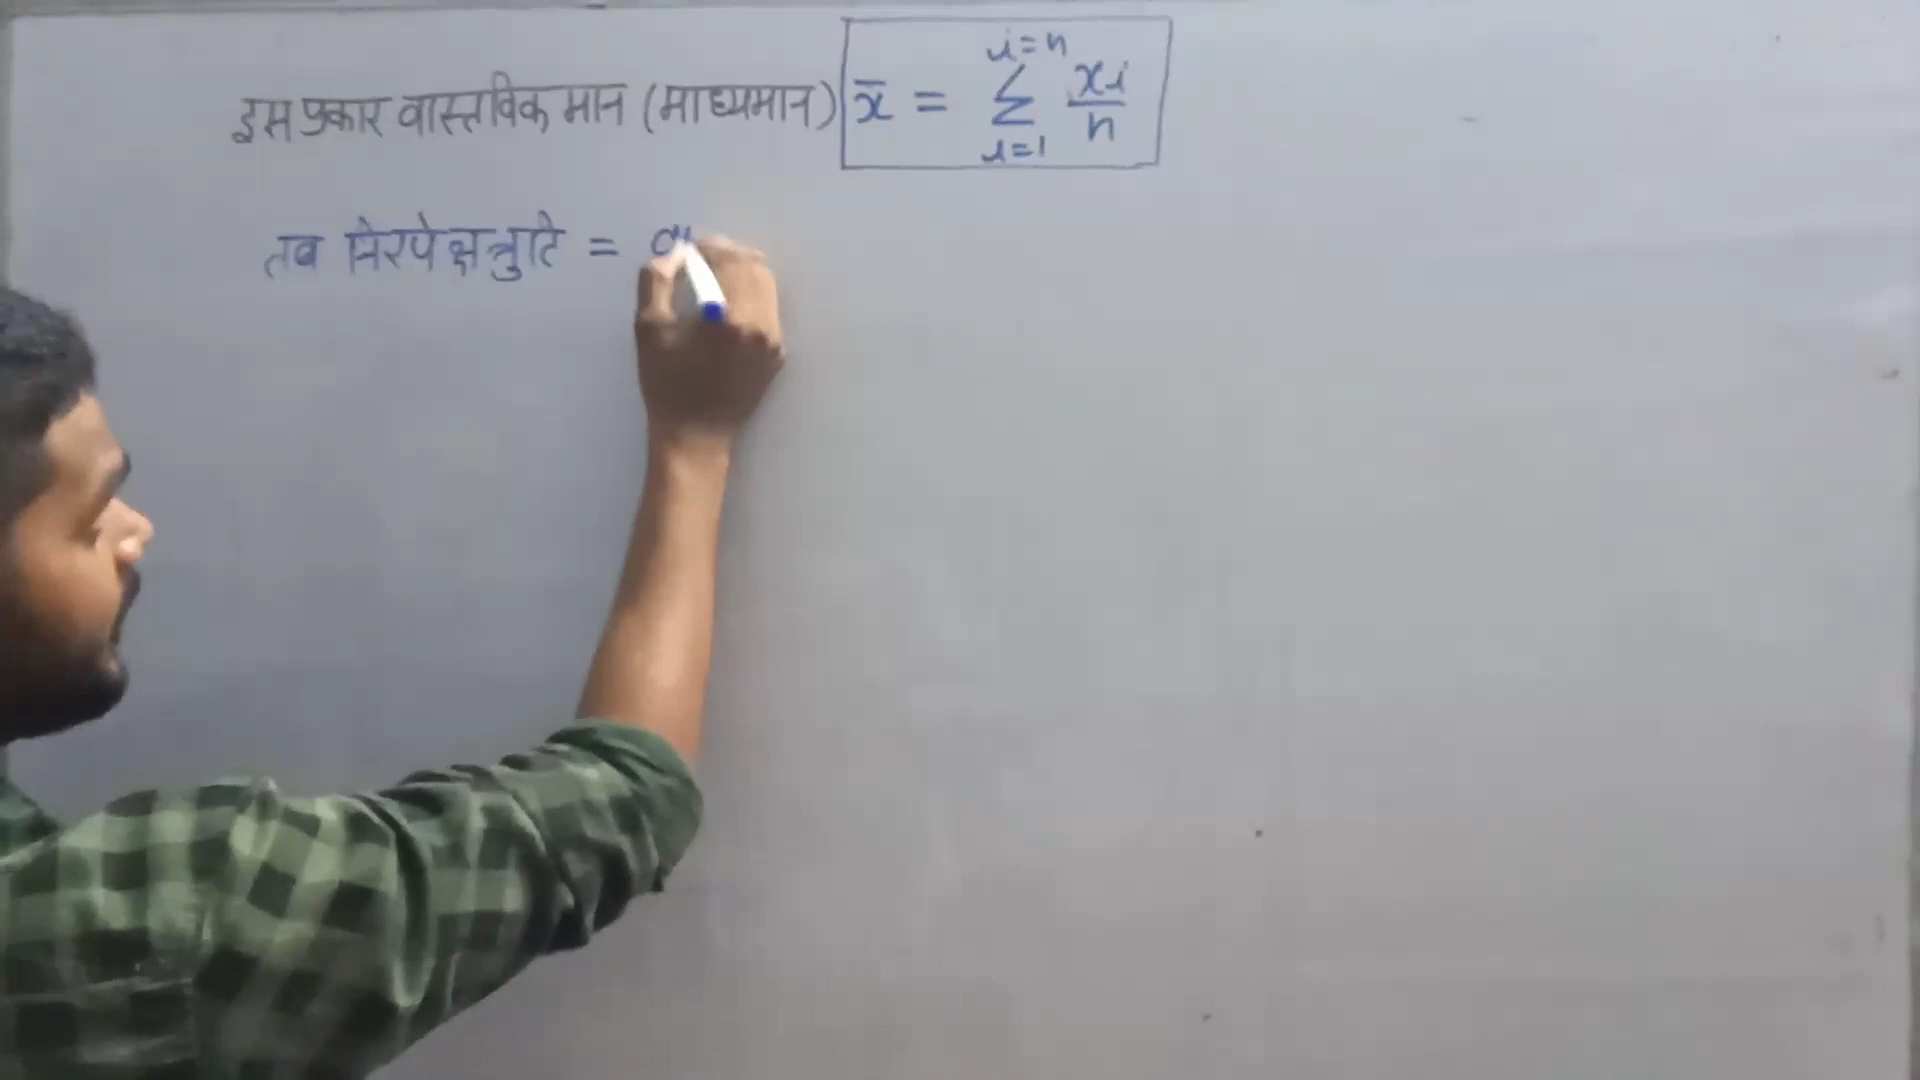 इस प्रकार वास्तविक मान (माध्यमान) x̄ = Σ_{i=1}^{i=n} xi/n
तब निरपेक्ष त्रुटि =